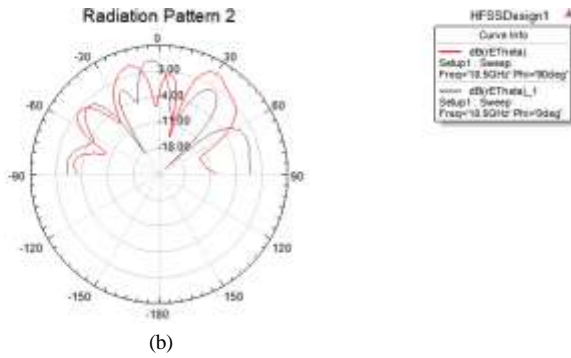 Radiation Pattern 2
HFSSDesign1
Curve Info
dB(rETheta)
Setup1 : Sweep
Freq='10.5GHz' Phi='90deg'
dB(rETheta)_1
Setup1 : Sweep
Freq='10.5GHz' Phi='0deg'
0
-30
30
3.00
-60
-4.00
60
-11.00
-18.00
-90
90
-120
120
-150
150
-180
(b)